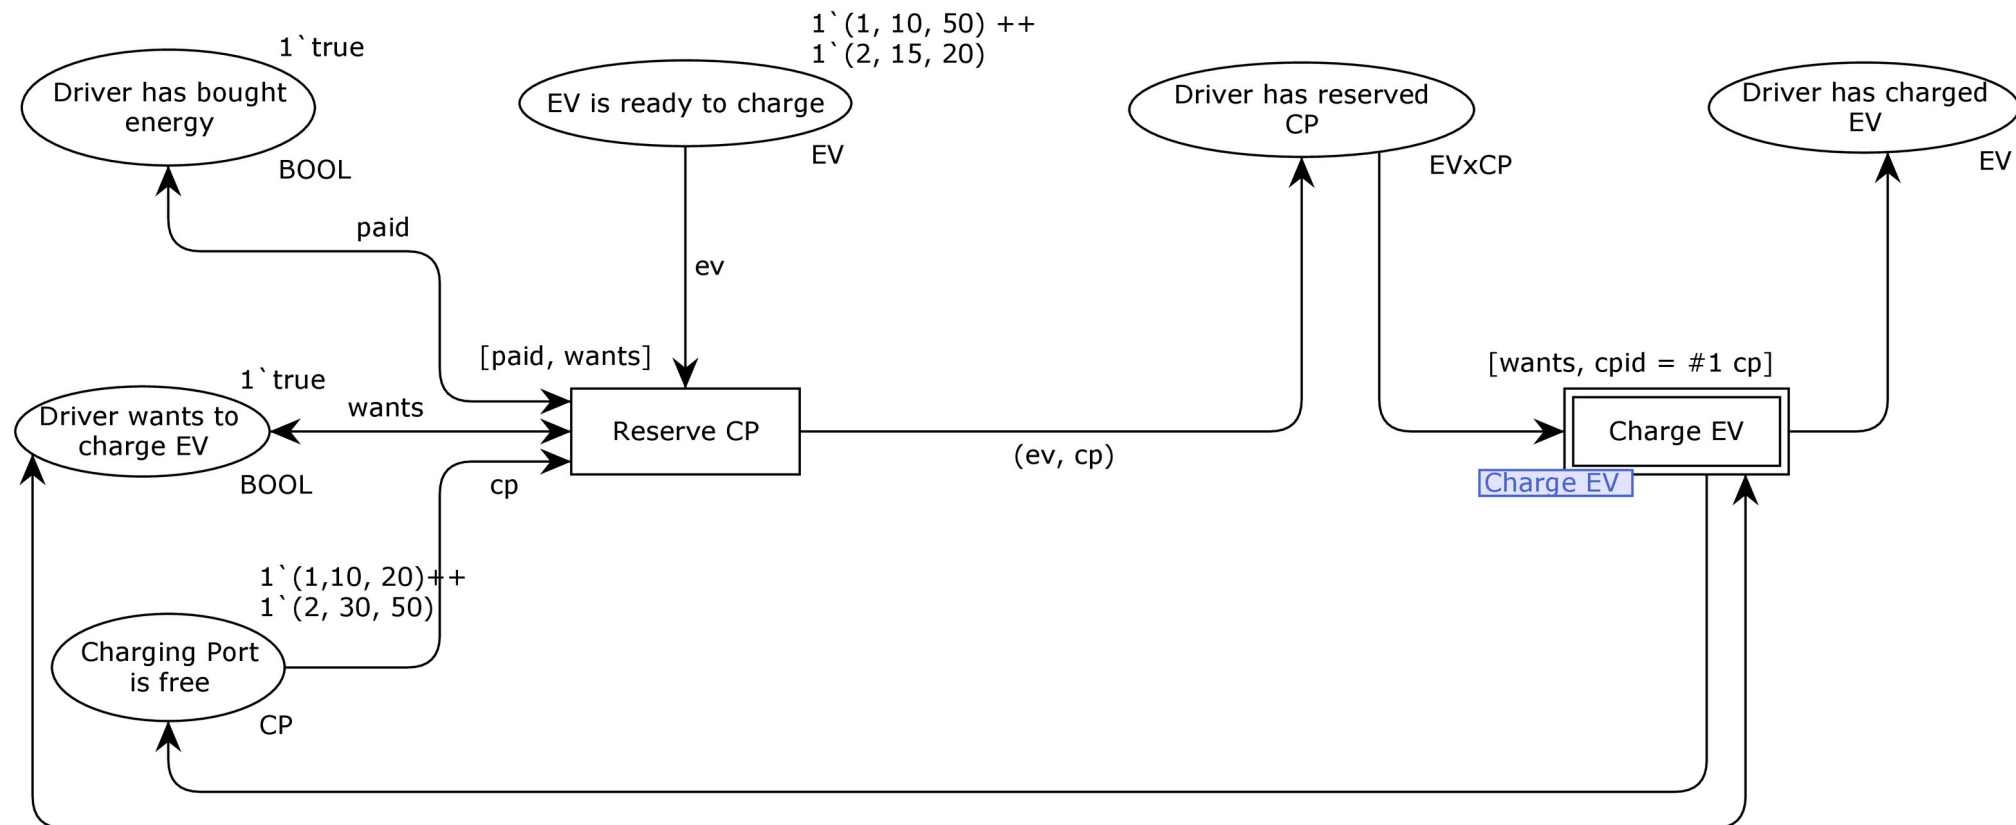 1`true
Driver has bought
energy
BOOL
1`(1, 10, 50) ++
1`(2, 15, 20)
EV is ready to charge
EV
Driver has reserved
CP
EVxCP
Driver has charged
EV
EV
paid
ev
[paid, wants]
[wants, cpid = #1 cp]
1`true
Driver wants to
charge EV
BOOL
wants
Reserve CP
(ev, cp)
Charge EV
Charge EV
cp
1`(1,10, 20)++
1`(2, 30, 50)
Charging Port
is free
CP